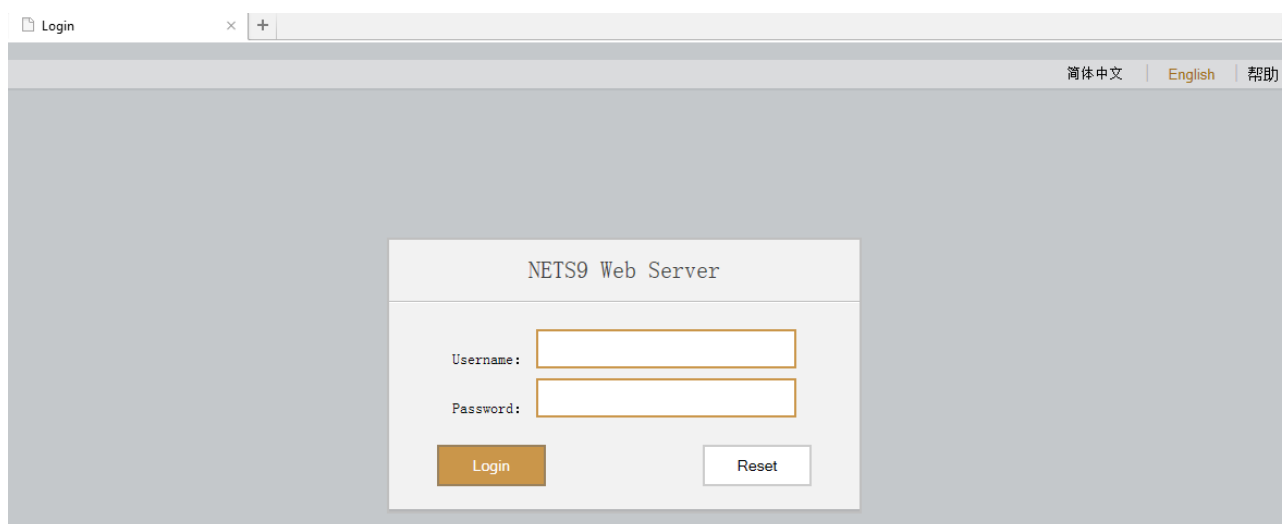 Login
简体中文 English 帮助
NETS9 Web Server
Username:
Password:
Login Reset